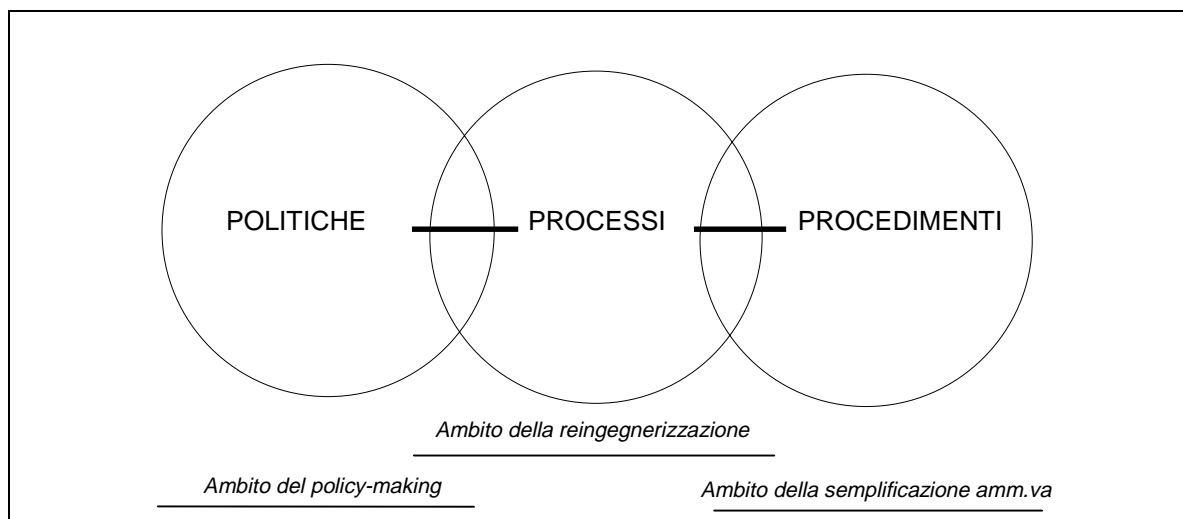 POLITICHE PROCESSI PROCEDIMENTI
Ambito della reingegnerizzazione
Ambito del policy-making
Ambito della semplificazione amm.va